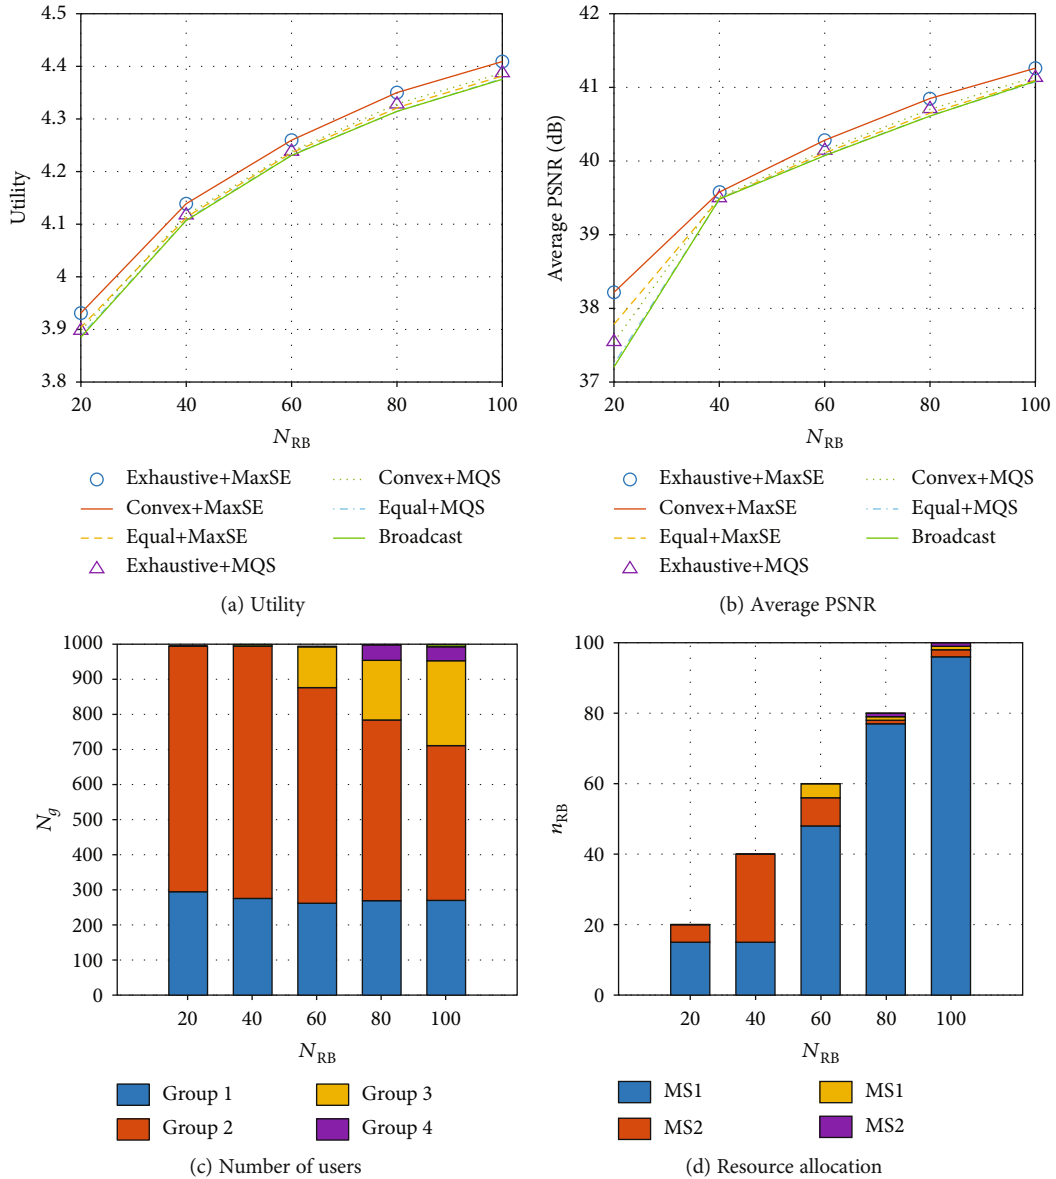 4.5
4.4
4.3
4.2
4.1
4
3.9
3.8
Utility
20 40 60 80 100
N_RB
Exhaustive+MaxSE
Convex+MaxSE
Equal+MaxSE
Exhaustive+MQS
Convex+MQS
Equal+MQS
Broadcast
(a) Utility
42
41
40
39
38
37
Average PSNR (dB)
20 40 60 80 100
N_RB
Exhaustive+MaxSE
Convex+MaxSE
Equal+MaxSE
Exhaustive+MQS
Convex+MQS
Equal+MQS
Broadcast
(b) Average PSNR
1000
900
800
700
600
500
400
300
200
100
0
N_g
20 40 60 80 100
N_RB
Group 1
Group 2
Group 3
Group 4
(c) Number of users
100
80
60
40
20
0
n_RB
20 40 60 80 100
N_RB
MS1
MS2
MS1
MS2
(d) Resource allocation